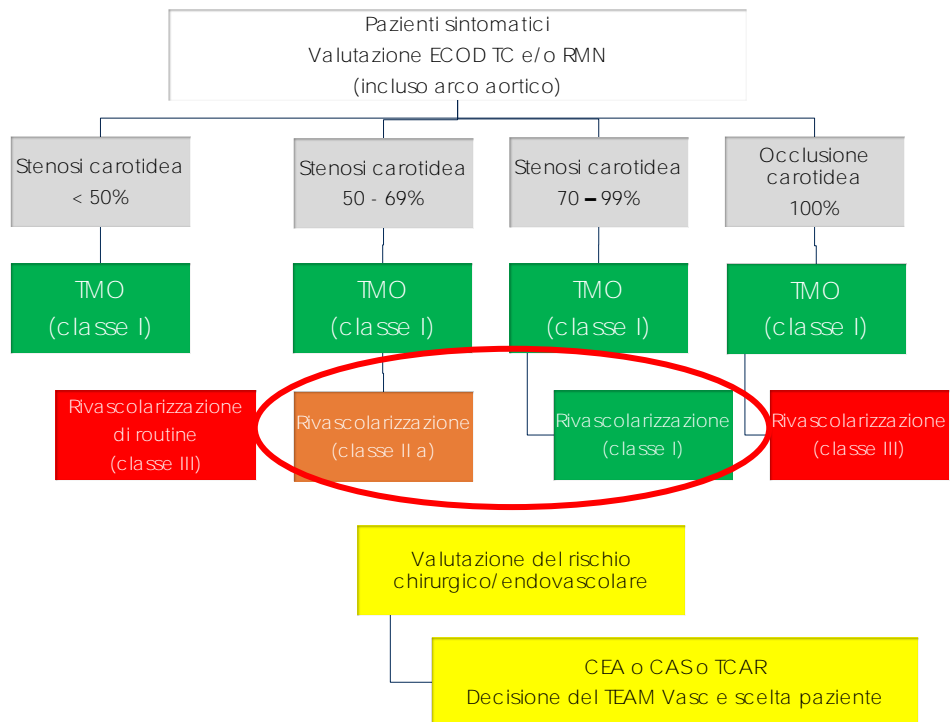 Pazienti sintomatici
Valutazione ECOD TC e/o RMN
(incluso arco aortico)
Stenosi carotidea
< 50%
Stenosi carotidea
50 - 69%
Stenosi carotidea
70 – 99%
Occlusione
carotidea
100%
TMO
(classe I)
TMO
(classe I)
TMO
(classe I)
TMO
(classe I)
Rivascolarizzazione
di routine
(classe III)
Rivascolarizzazione
(classe II a)
Rivascolarizzazione
(classe I)
Rivascolarizzazione
(classe III)
Valutazione del rischio
chirurgico/endovascolare
CEA o CAS o TCAR
Decisione del TEAM Vasc e scelta paziente